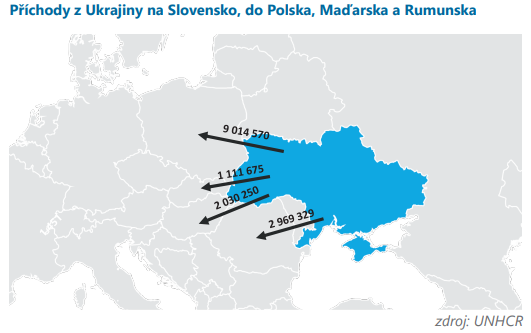 Příchody z Ukrajiny na Slovensko, do Polska, Maďarska a Rumunska
9 014 570
1 111 675
2 030 250
2 969 329
zdroj: UNHCR